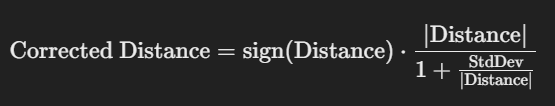 Corrected Distance = sign(Distance) · |Distance| / (1 + StdDev / |Distance|)